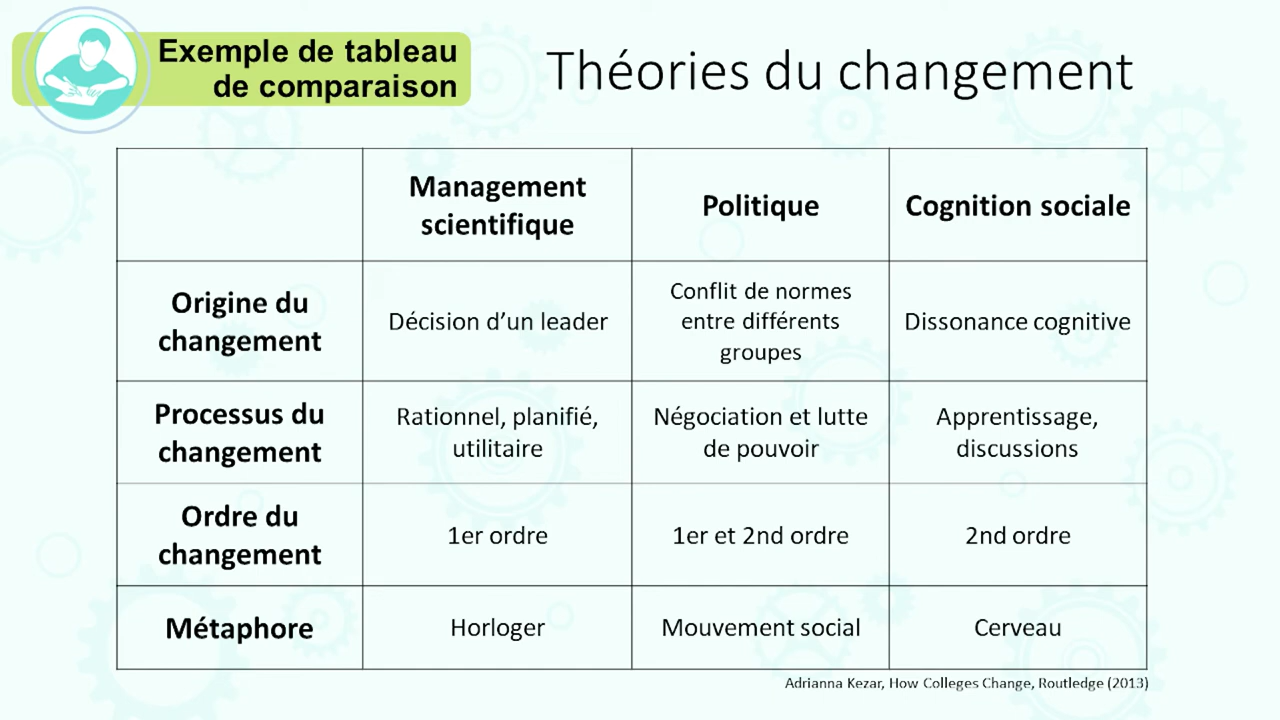 Exemple de tableau
de comparaison
Théories du changement
Management
scientifique
Politique
Cognition sociale
Origine du
changement
Décision d’un leader
Conflit de normes
entre différents
groupes
Dissonance cognitive
Processus du
changement
Rationnel, planifié,
utilitaire
Négociation et lutte
de pouvoir
Apprentissage,
discussions
Ordre du
changement
1er ordre
1er et 2nd ordre
2nd ordre
Métaphore
Horloger
Mouvement social
Cerveau
Adrianna Kezar, How Colleges Change, Routledge (2013)